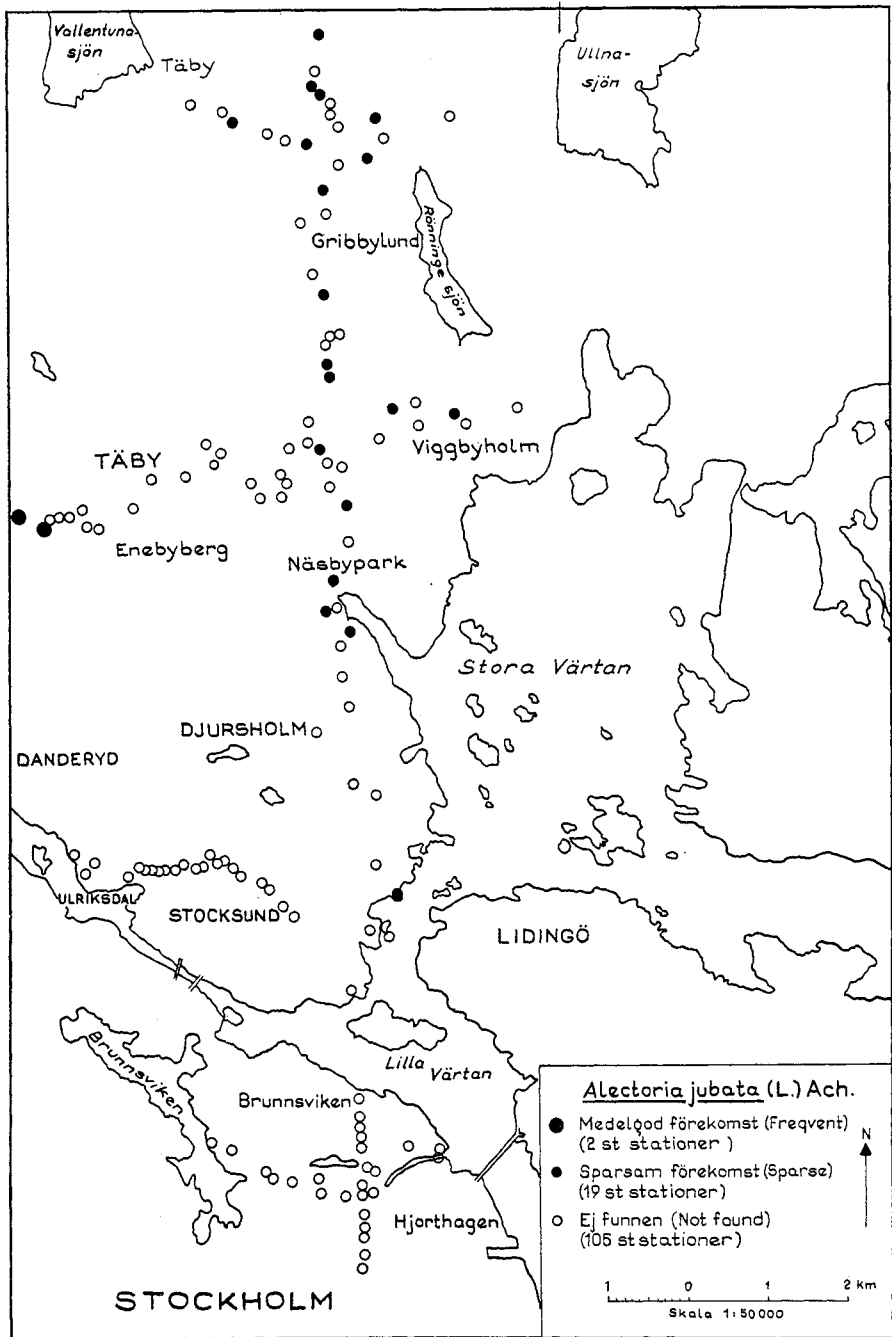 Vallentuna-
sjön
Täby
Ullna-
sjön
Gribbylund
Rönninge sjön
TÄBY
Viggbyholm
Enebyberg
Näsbypark
Stora Värtan
DJURSHOLM
DANDERYD
ULRIKSDAL
STOCKSUND
LIDINGÖ
Brunnsviken
Lilla
Värtan
Brunnsviken
Hjorthagen
STOCKHOLM
Alectoria jubata (L.) Ach.
Medelgod förekomst (Freqvent)
(2 st stationer)
N
Sparsam förekomst (Sparse)
(19 st stationer)
Ej funnen (Not found)
(105 st stationer)
1 0 1 2 km
Skala 1:50000